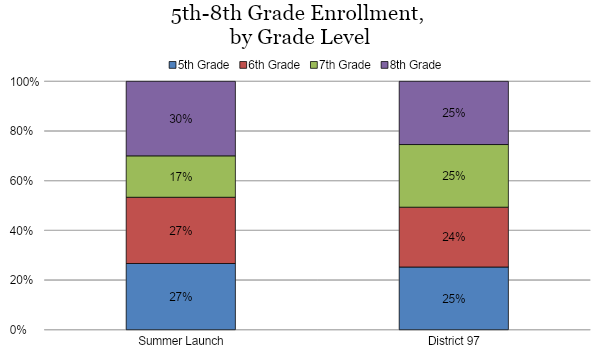 5th-8th Grade Enrollment,
by Grade Level
5th Grade 6th Grade 7th Grade 8th Grade
100%
80%
60%
40%
20%
0%
30%
17%
27%
27%
25%
25%
24%
25%
Summer Launch
District 97